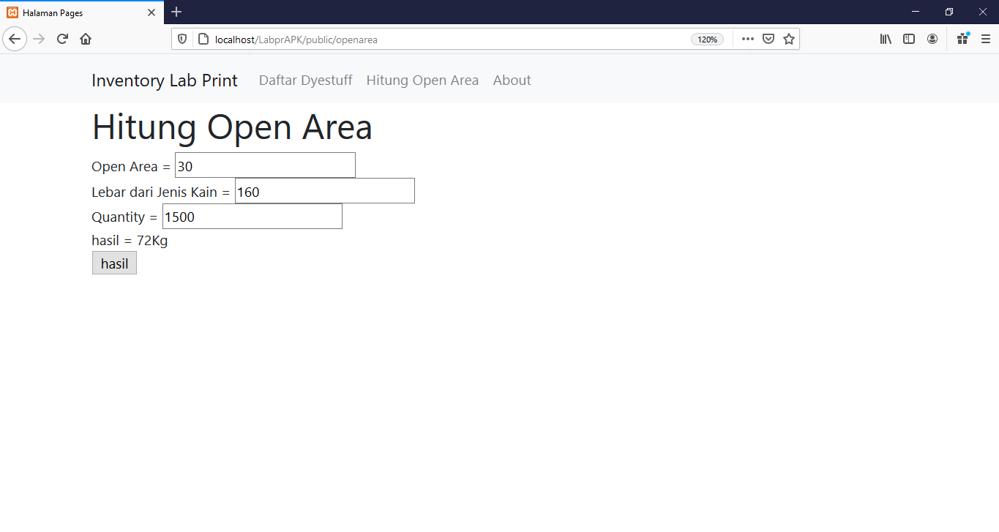 Halaman Pages
localhost/LabprAPK/public/openarea 120%
Inventory Lab Print Daftar Dyestuff Hitung Open Area About
Hitung Open Area
Open Area = 30
Lebar dari Jenis Kain = 160
Quantity = 1500
hasil = 72Kg
hasil